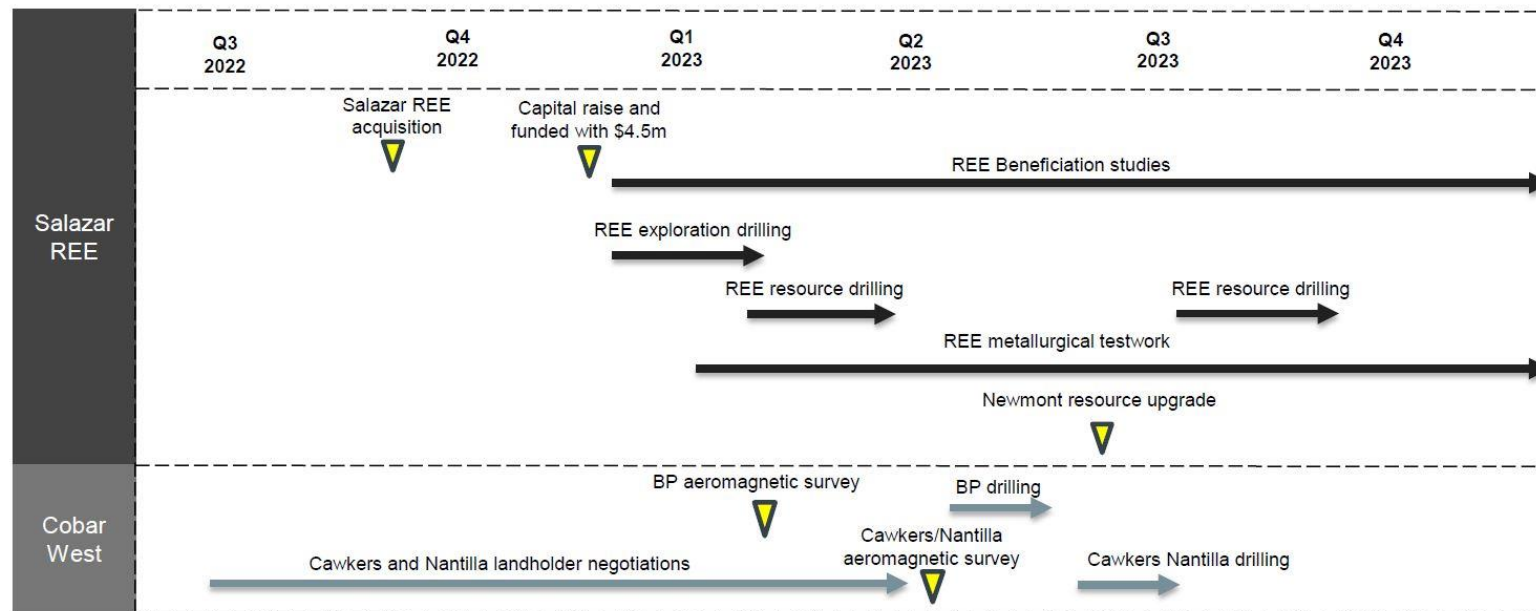 Q3
2022
Q4
2022
Q1
2023
Q2
2023
Q3
2023
Q4
2023
Salazar
REE
Salazar REE
acquisition
Capital raise and
funded with $4.5m
REE Beneficiation studies
REE exploration drilling
REE resource drilling
REE resource drilling
REE metallurgical testwork
Newmont resource upgrade
Cobar
West
BP aeromagnetic survey
BP drilling
Cawkers/Nantilla
aeromagnetic survey
Cawkers and Nantilla landholder negotiations
Cawkers Nantilla drilling